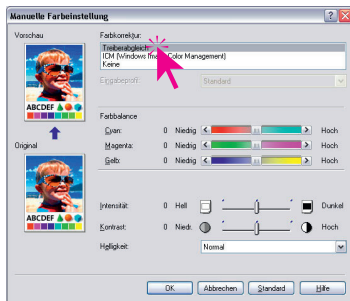 Manuelle Farbeinstellung
Vorschau
Farbkorrektur:
Treiberabgleich
ICM (Windows Image Color Management)
Keine
Eingabeprofil: Standard
ABCDEF
Farbbalance
Cyan: 0 Niedrig Hoch
Original
Magenta: 0 Niedrig Hoch
Gelb: 0 Niedrig Hoch
ABCDEF
Intensität: 0 Hell Dunkel
Kontrast: 0 Niedr. Hoch
Helligkeit: Normal
OK Abbrechen Standard Hilfe